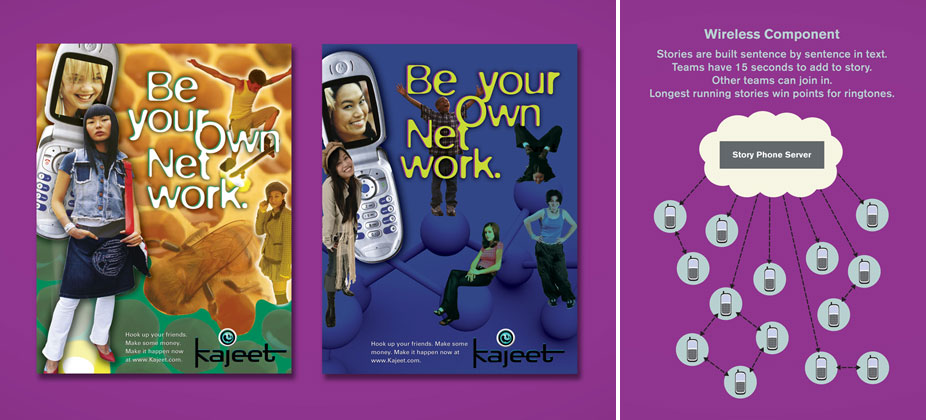 Be your
Own
Net
work.
Hook up your friends.
Make some money.
Make it happen now
at www.Kajeet.com.
kajeet
Be your
Own
Net
work.
Hook up your friends. Make some
money. Make it happen now at
www.Kajeet.com.
kajeet
Wireless Component
Stories are built sentence by sentence in text.
Teams have 15 seconds to add to story.
Other teams can join in.
Longest running stories win points for ringtones.
Story Phone Server